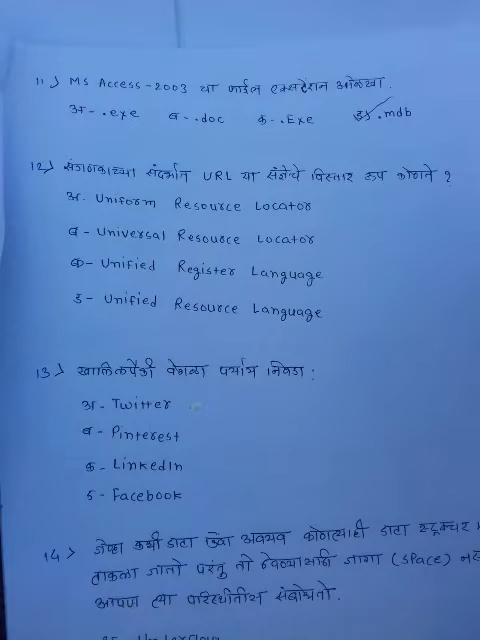 11) MS Access-2003 चा फाईल एक्सटेंशन ओळखा.
अ- .exe ब- .doc क- .Exe ड- .mdb
12) संगणकाच्या संदर्भात URL या संज्ञेचे विस्तार रूप कोणते ?
अ. Uniform Resource Locator
ब- Universal Resource Locator
क- Unified Register Language
ड- Unified Resource Language
13) खालिलपैकी वेगळा पर्याय निवडा :
अ- Twitter
ब- Pinterest
क- LinkedIn
ड- Facebook
14) जेव्हा कधी डाटा किंवा अवयव कोणत्याही डाटा स्ट्रक्चर
टाकला जातो परंतु तो ठेवण्यासाठी जागा (space)
आपण त्या परिस्थीतीस संबोधतो.